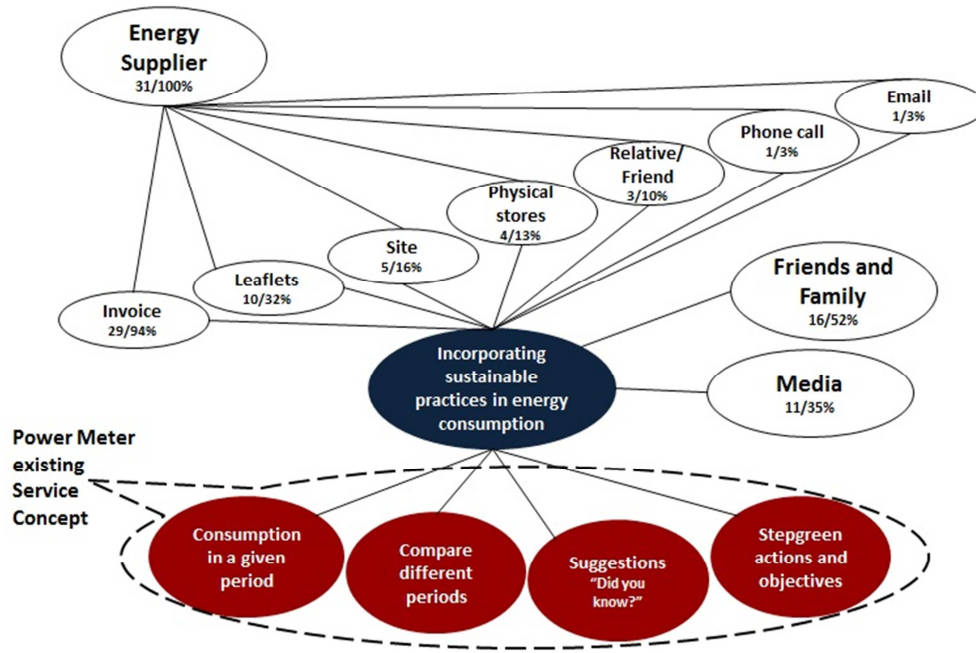 Energy
Supplier
31/100%
Email
1/3%
Phone call
1/3%
Relative/
Friend
3/10%
Physical
stores
4/13%
Site
5/16%
Leaflets
10/32%
Invoice
29/94%
Friends and
Family
16/52%
Incorporating
sustainable
practices in energy
consumption
Media
11/35%
Power Meter
existing
Service
Concept
Consumption
in a given
period
Compare
different
periods
Suggestions
“Did you
know?”
Stepgreen
actions and
objectives